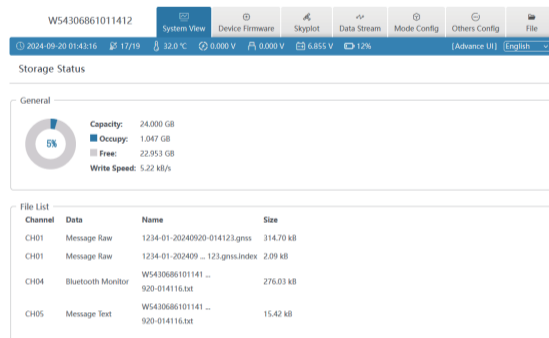 W54306861011412
System View
Device Firmware
Skyplot
Data Stream
Mode Config
Others Config
File
2024-09-20 01:43:16 17/19 32.0 ℃ 0.000 V 0.000 V 6.855 V 12% [Advance UI] English
Storage Status
General
5%
Capacity: 24.000 GB
Occupy: 1.047 GB
Free: 22.953 GB
Write Speed: 5.22 kB/s
File List
Channel Data Name Size
CH01 Message Raw 1234-01-20240920-014123.gnss 314.70 kB
CH01 Message Raw 1234-01-202409 ... 123.gnss.index 2.09 kB
CH04 Bluetooth Monitor W5430686101141 ... 276.03 kB
920-014116.txt
CH05 Message Text W5430686101141 ... 15.42 kB
920-014116.txt